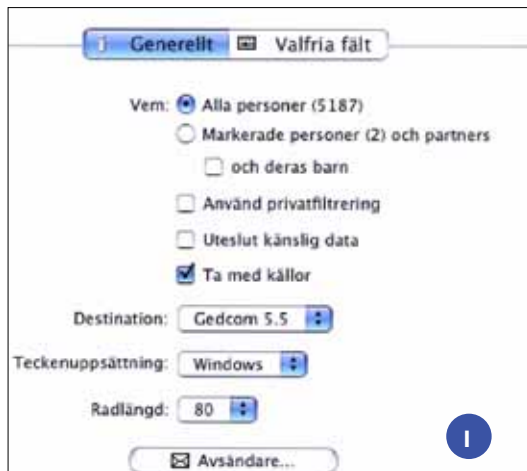 Generellt Valfria fält
Vem: Alla personer (5187)
Markerade personer (2) och partners
och deras barn
Använd privatfiltrering
Uteslut känslig data
Ta med källor
Destination: Gedcom 5.5
Teckenuppsättning: Windows
Radlängd: 80
Avsändare...
1